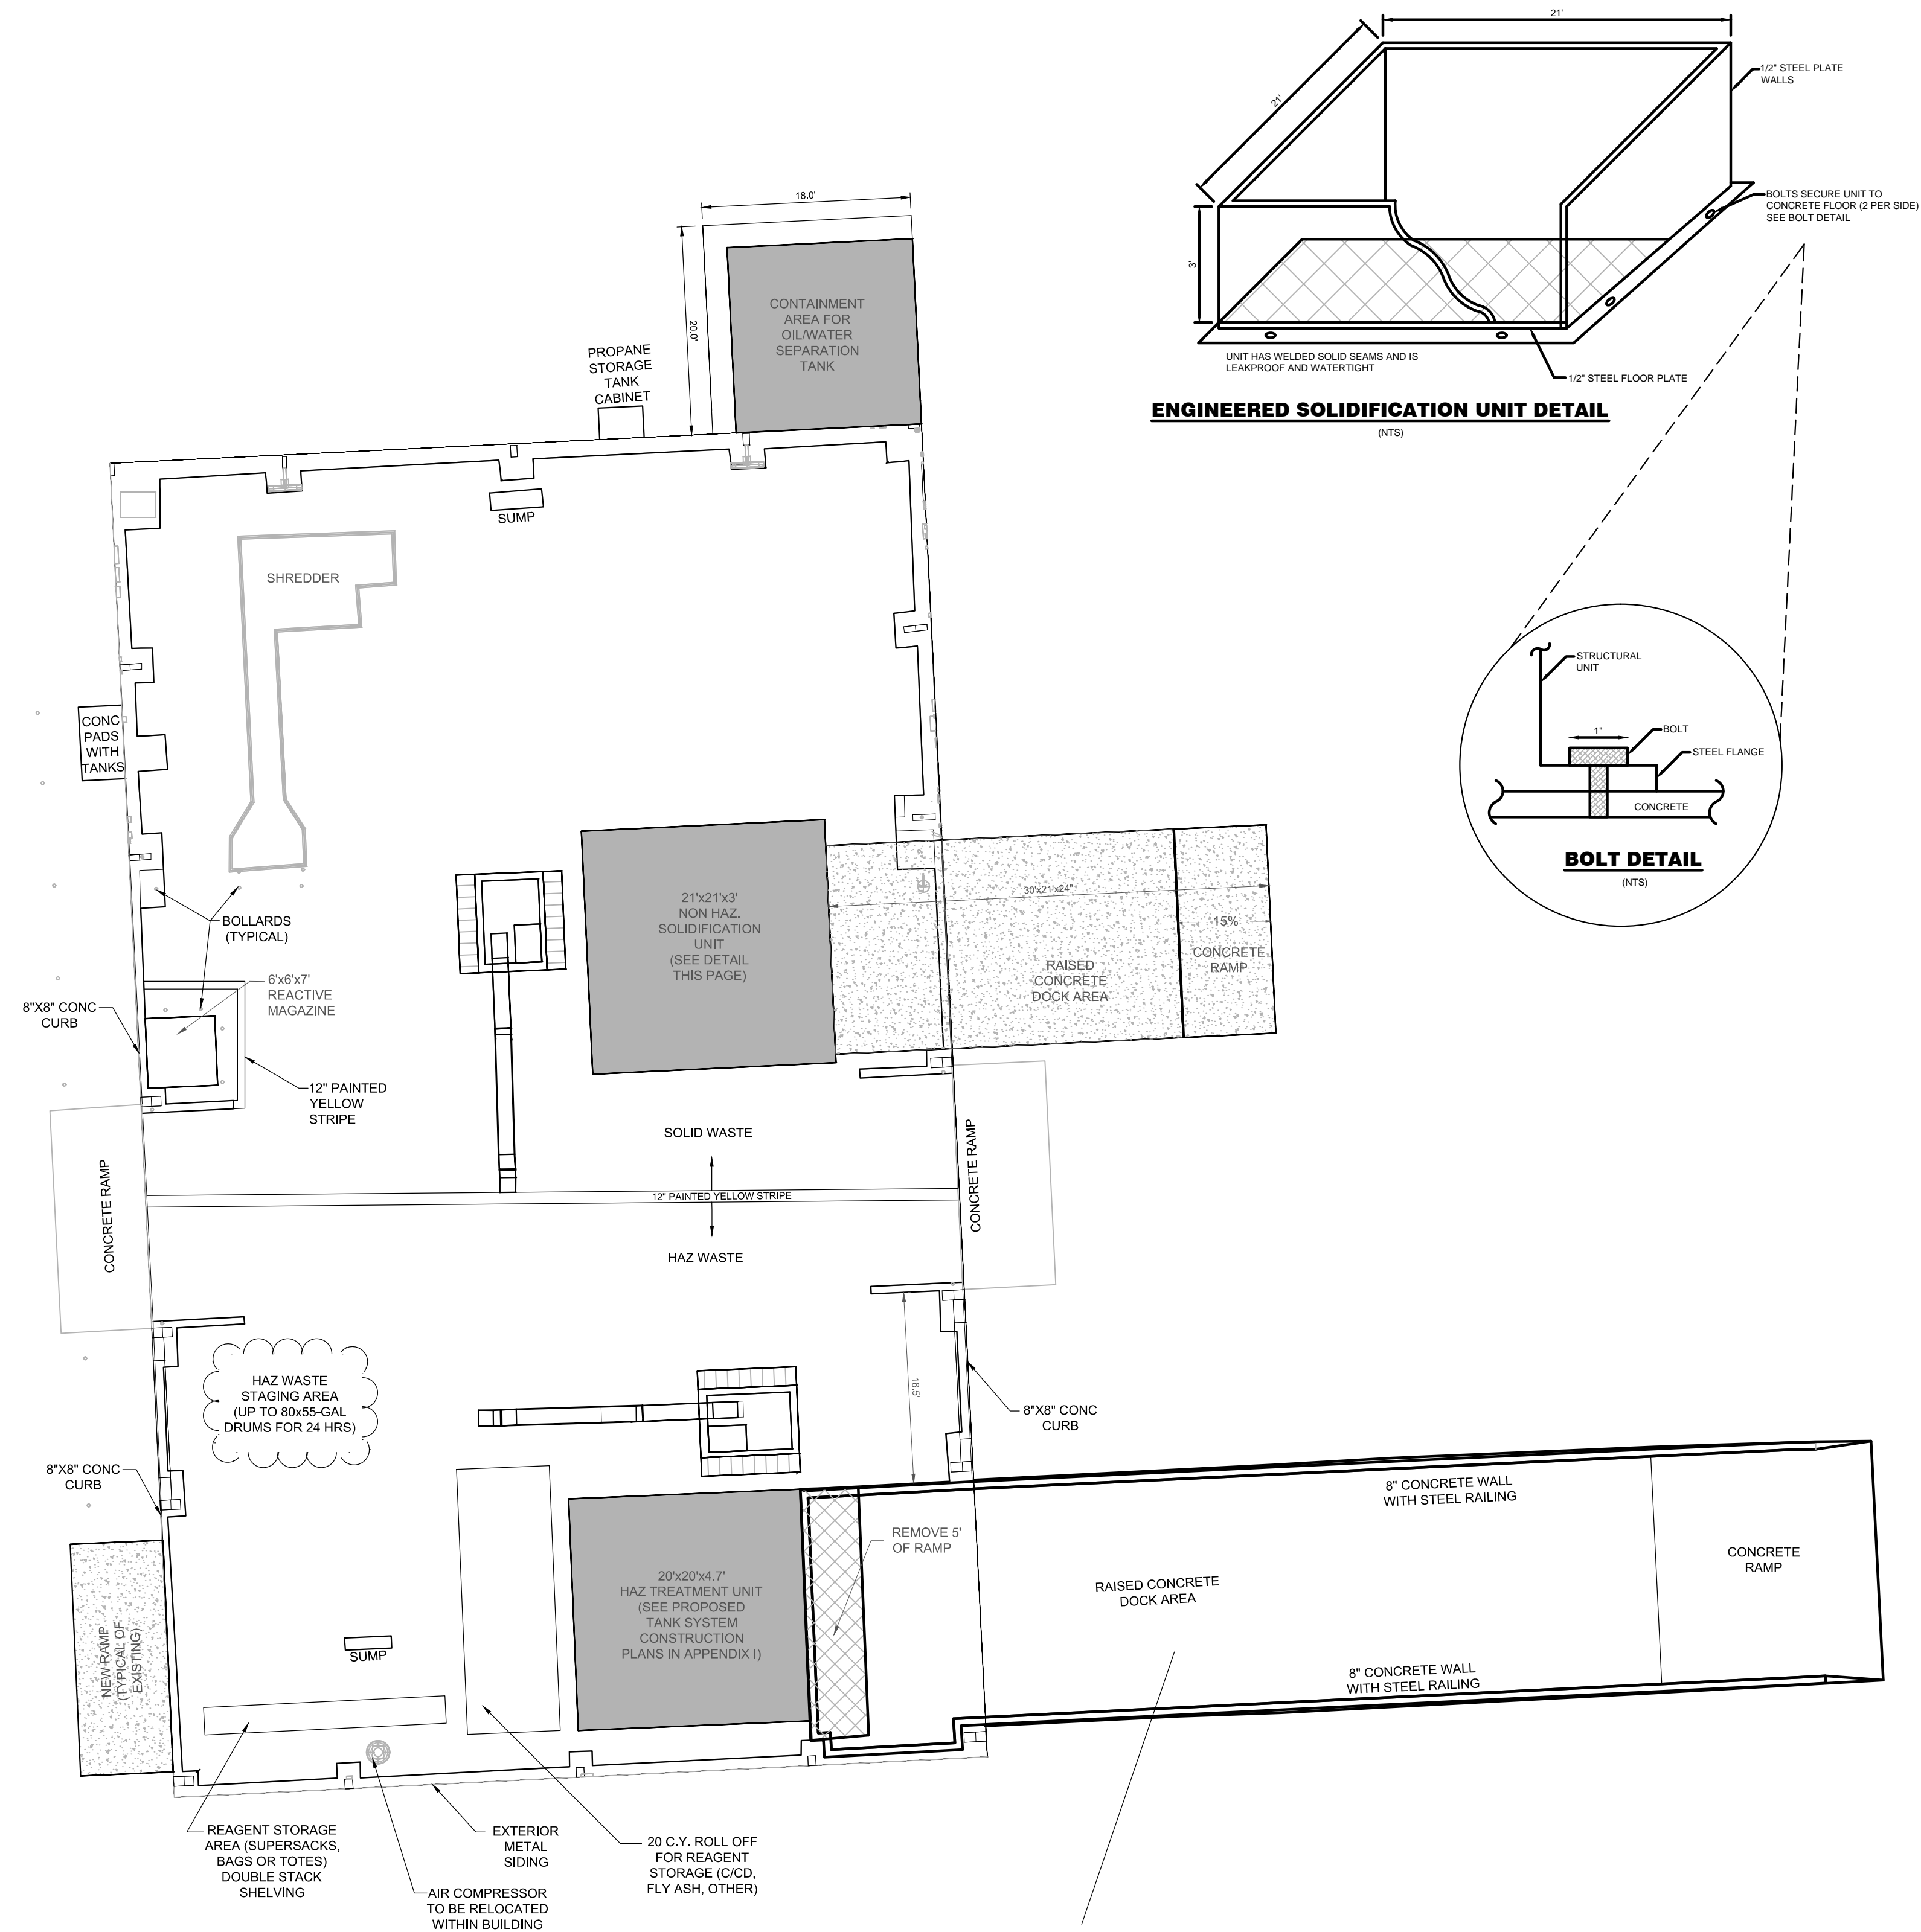 21'
21'
3'
1/2" STEEL PLATE
WALLS
BOLTS SECURE UNIT TO
CONCRETE FLOOR (2 PER SIDE)
SEE BOLT DETAIL
UNIT HAS WELDED SOLID SEAMS AND IS
LEAKPROOF AND WATERTIGHT
1/2" STEEL FLOOR PLATE
ENGINEERED SOLIDIFICATION UNIT DETAIL
(NTS)
18.0'
20.0'
CONTAINMENT
AREA FOR
OIL/WATER
SEPARATION
TANK
PROPANE
STORAGE
TANK
CABINET
SUMP
SHREDDER
STRUCTURAL
UNIT
1"
BOLT
STEEL FLANGE
CONCRETE
BOLT DETAIL
(NTS)
CONC
PADS
WITH
TANKS
BOLLARDS
(TYPICAL)
21'x21'x3'
NON HAZ.
SOLIDIFICATION
UNIT
(SEE DETAIL
THIS PAGE)
30'x21'x24"
15%
CONCRETE
RAMP
RAISED
CONCRETE
DOCK AREA
6'x6'x7'
REACTIVE
MAGAZINE
8"X8" CONC
CURB
12" PAINTED
YELLOW
STRIPE
SOLID WASTE
12" PAINTED YELLOW STRIPE
HAZ WASTE
CONCRETE RAMP
CONCRETE RAMP
HAZ WASTE
STAGING AREA
(UP TO 80x55-GAL
DRUMS FOR 24 HRS)
16.5'
8"X8" CONC
CURB
8"X8" CONC
CURB
8" CONCRETE WALL
WITH STEEL RAILING
REMOVE 5'
OF RAMP
CONCRETE
RAMP
20'x20'x4.7'
HAZ TREATMENT UNIT
(SEE PROPOSED
TANK SYSTEM
CONSTRUCTION
PLANS IN APPENDIX I)
RAISED CONCRETE
DOCK AREA
NEW RAMP
(TYPICAL OF
EXISTING)
SUMP
8" CONCRETE WALL
WITH STEEL RAILING
REAGENT STORAGE
AREA (SUPERSACKS,
BAGS OR TOTES)
DOUBLE STACK
SHELVING
EXTERIOR
METAL
SIDING
20 C.Y. ROLL OFF
FOR REAGENT
STORAGE (C/CD,
FLY ASH, OTHER)
AIR COMPRESSOR
TO BE RELOCATED
WITHIN BUILDING